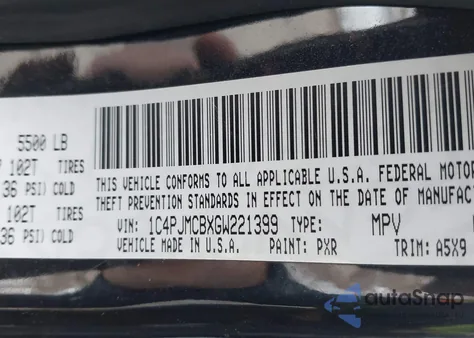 5500 LB
102T TIRES
36 PSI) COLD
102T TIRES
36 PSI) COLD
THIS VEHICLE CONFORMS TO ALL APPLICABLE U.S.A. FEDERAL MOTOR
THEFT PREVENTION STANDARDS IN EFFECT ON THE DATE OF MANUFAC
VIN: 1C4PJMCBXGW221399 TYPE: MPV
VEHICLE MADE IN U.S.A. PAINT: PXR TRIM: A5X9
autoSnap